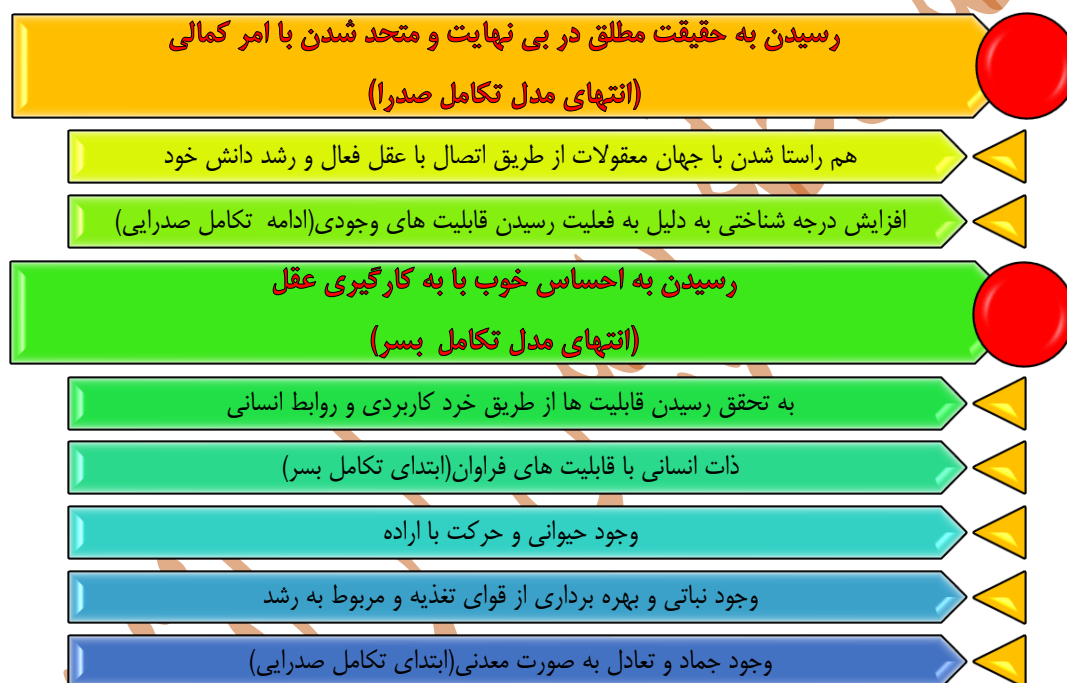 رسیدن به حقیقت مطلق در بی نهایت و متحد شدن با امر کمالی
(انتهای مدل تکامل صدرا)
هم راستا شدن با جهان معقولات از طریق اتصال با عقل فعال و رشد دانش خود
افزایش درجه شناختی به دلیل به فعلیت رسیدن قابلیت های وجودی(ادامه تکامل صدرایی)
رسیدن به احساس خوب با به کارگیری عقل
(انتهای مدل تکامل بسر)
به تحقق رسیدن قابلیت ها از طریق خرد کاربردی و روابط انسانی
ذات انسانی با قابلیت های فراوان(ابتدای تکامل بسر)
وجود حیوانی و حرکت با اراده
وجود نباتی و بهره برداری از قوای تغذیه و مربوط به رشد
وجود جماد و تعادل به صورت معدنی(ابتدای تکامل صدرایی)